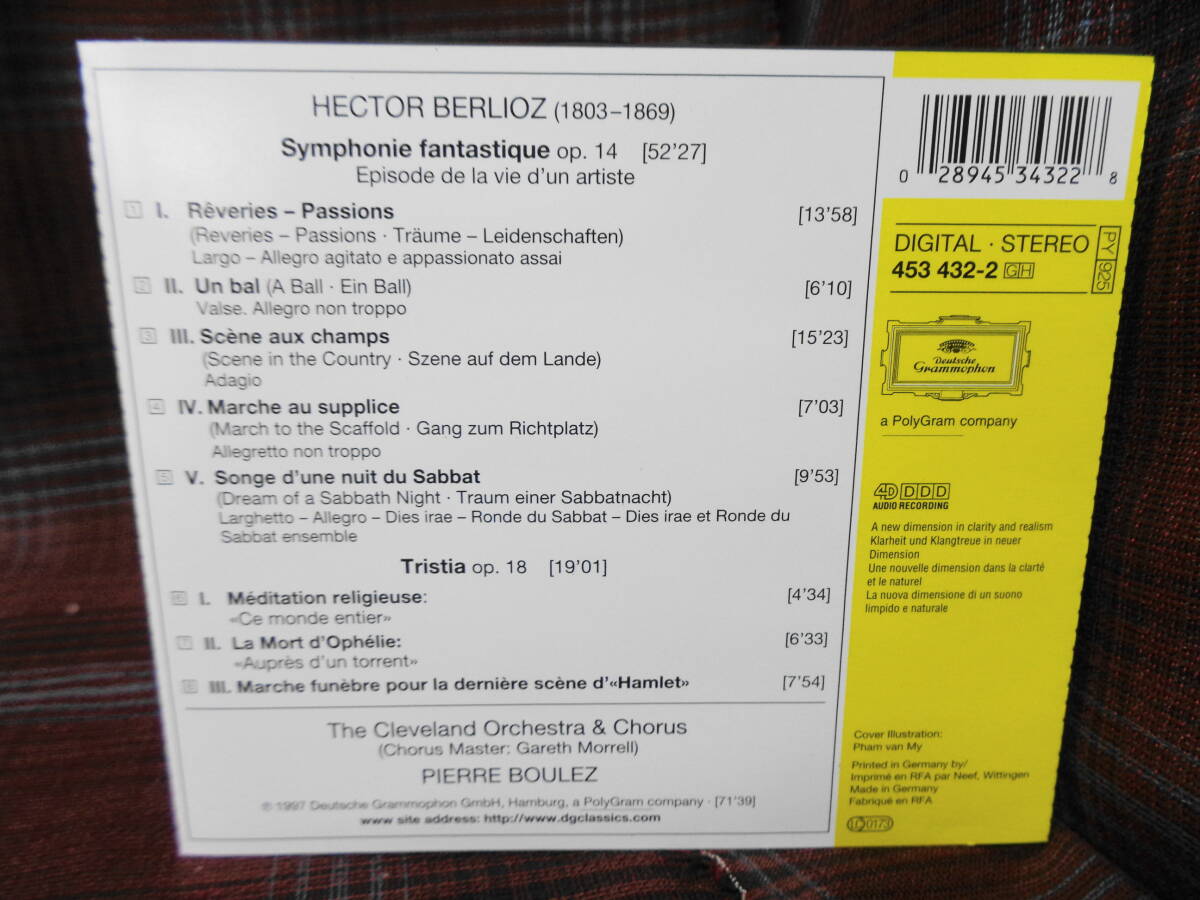 HECTOR BERLIOZ (1803–1869)
Symphonie fantastique op. 14 [52'27]
Episode de la vie d'un artiste
1 I. Rêveries – Passions [13'58]
(Reveries – Passions · Träume – Leidenschaften)
Largo – Allegro agitato e appassionato assai
2 II. Un bal (A Ball · Ein Ball) [6'10]
Valse. Allegro non troppo
3 III. Scène aux champs [15'23]
(Scene in the Country · Szene auf dem Lande)
Adagio
4 IV. Marche au supplice [7'03]
(March to the Scaffold · Gang zum Richtplatz)
Allegretto non troppo
5 V. Songe d'une nuit du Sabbat [9'53]
(Dream of a Sabbath Night · Traum einer Sabbatnacht)
Larghetto – Allegro – Dies irae – Ronde du Sabbat – Dies irae et Ronde du
Sabbat ensemble
Tristia op. 18 [19'01]
6 I. Méditation religieuse: [4'34]
«Ce monde entier»
7 II. La Mort d'Ophélie: [6'33]
«Auprès d'un torrent»
8 III. Marche funèbre pour la dernière scène d'«Hamlet» [7'54]
The Cleveland Orchestra & Chorus
(Chorus Master: Gareth Morrell)
PIERRE BOULEZ
℗ 1997 Deutsche Grammophon GmbH, Hamburg, a PolyGram company · [71'39]
www site address: http://www.dgclassics.com
0 28945 34322 8
DIGITAL · STEREO
453 432-2 GH
PY 925
Deutsche
Grammophon
a PolyGram company
4D DDD
AUDIO RECORDING
A new dimension in clarity and realism
Klarheit und Klangtreue in neuer
Dimension
Une nouvelle dimension dans la clarté
et le naturel
La nuova dimensione di un suono
limpido e naturale
Cover Illustration:
Pham van My
Printed in Germany by/
Imprimé en RFA par Neef, Wittingen
Made in Germany
Fabriqué en RFA
LC 0173